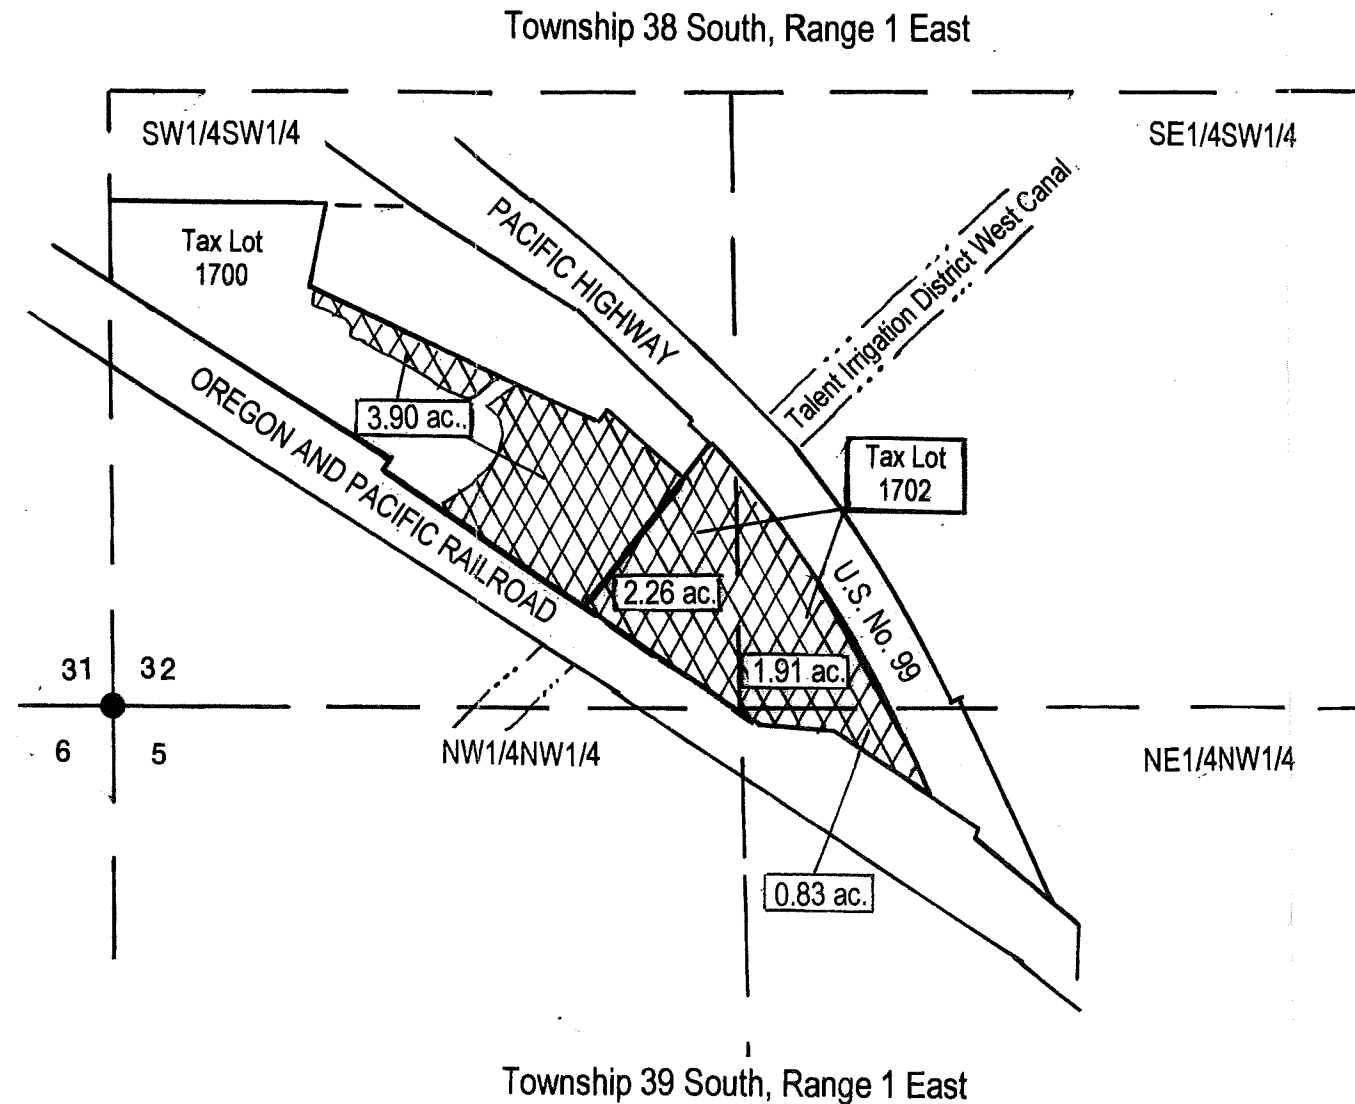 Township 38 South, Range 1 East
SW1/4SW1/4
SE1/4SW1/4
PACIFIC HIGHWAY
Talent Irrigation District West Canal
Tax Lot
1700
OREGON AND PACIFIC RAILROAD
3.90 ac..
Tax Lot
1702
2.26 ac.
U.S. No. 99
1.91 ac.
31
32
6
5
NW1/4NW1/4
NE1/4NW1/4
0.83 ac.
Township 39 South, Range 1 East